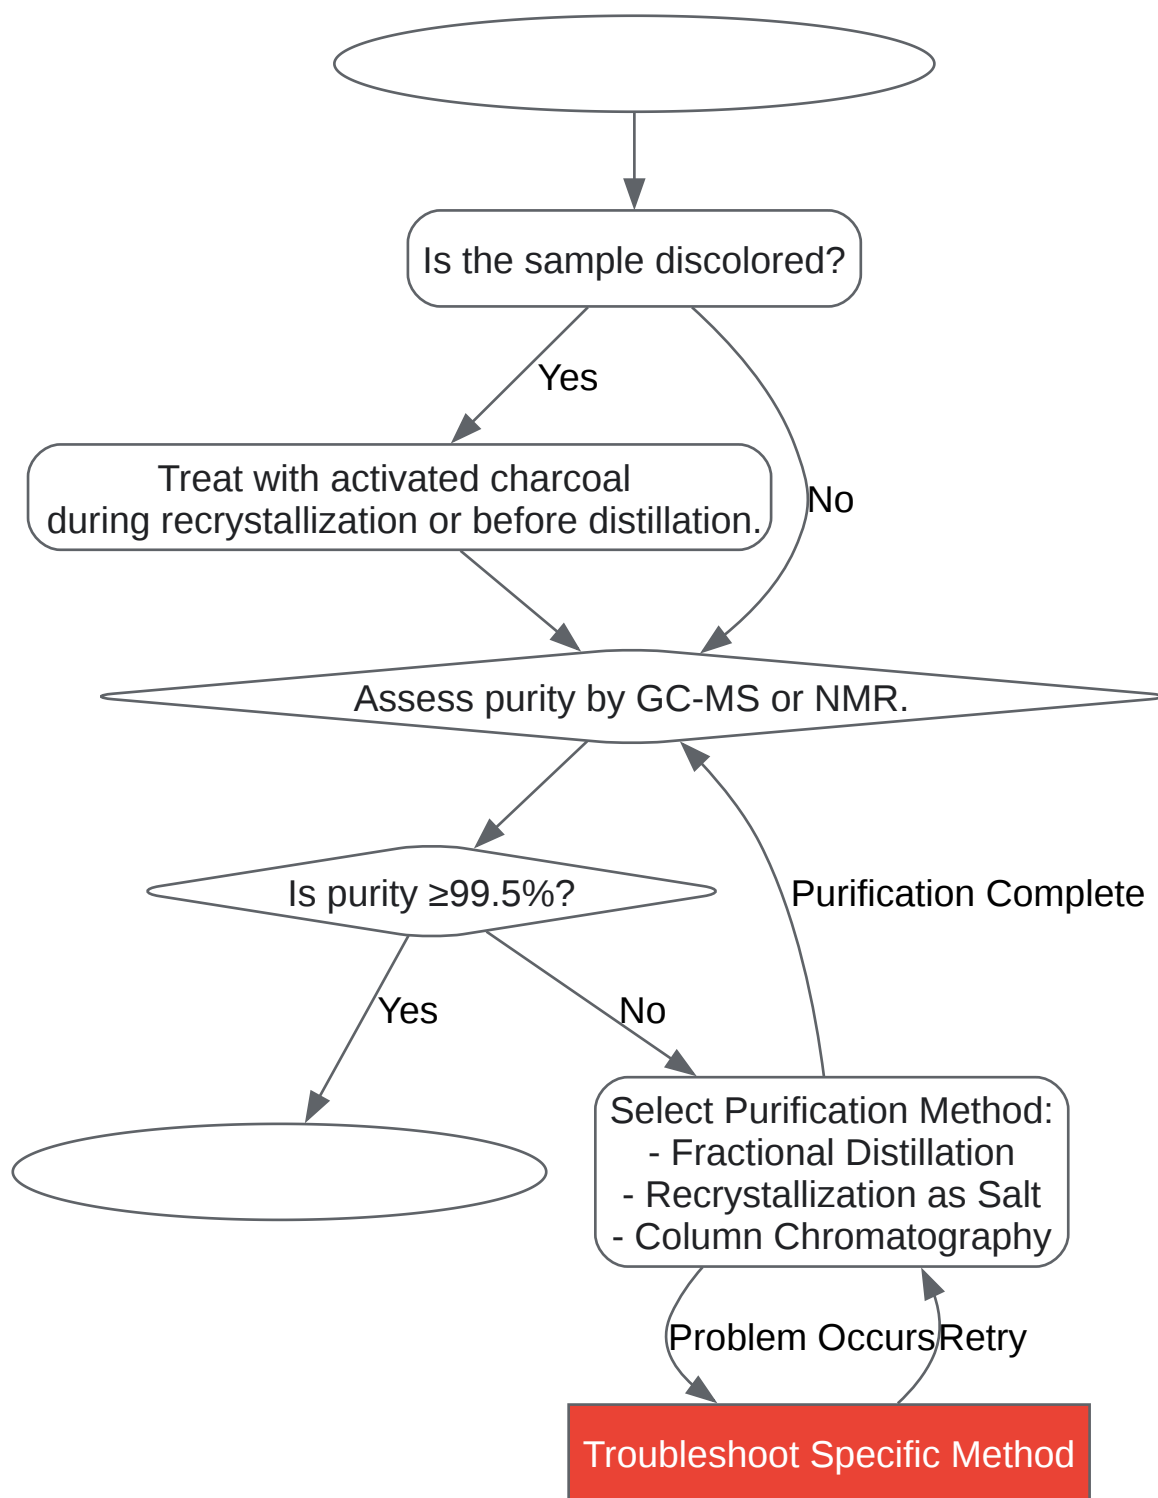 Is the sample discolored?
Yes
Treat with activated charcoal
during recrystallization or before distillation.
No
Assess purity by GC-MS or NMR.
Is purity ≥99.5%?
Purification Complete
Yes
No
Select Purification Method:
- Fractional Distillation
- Recrystallization as Salt
- Column Chromatography
Problem Occurs
Retry
Troubleshoot Specific Method